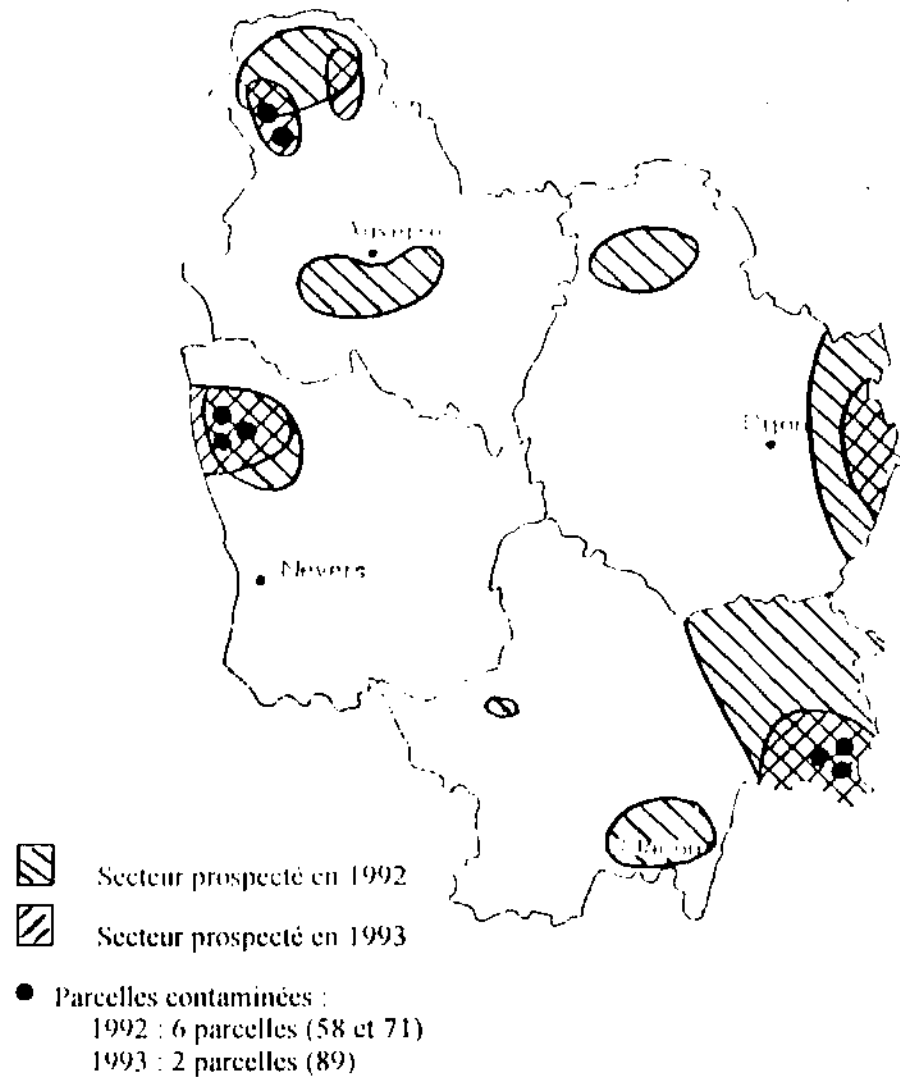 Nevers
Secteur prospecté en 1992
Secteur prospecté en 1993
Parcelles contaminées :
1992 : 6 parcelles (58 et 71)
1993 : 2 parcelles (89)